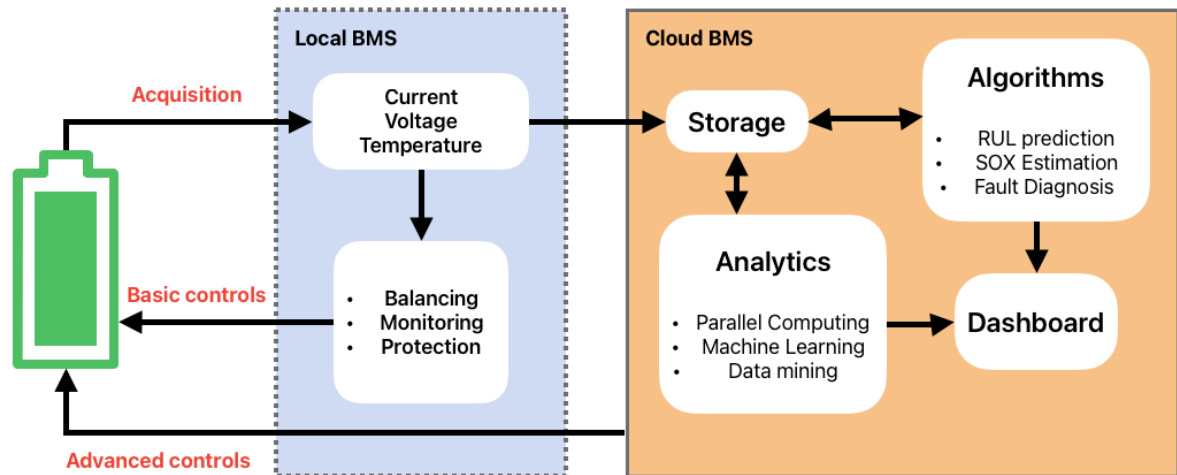 Local BMS
Cloud BMS
Acquisition
Current
Voltage
Temperature
Storage
Algorithms
• RUL prediction
• SOX Estimation
• Fault Diagnosis
Basic controls
• Balancing
• Monitoring
• Protection
Analytics
• Parallel Computing
• Machine Learning
• Data mining
Dashboard
Advanced controls